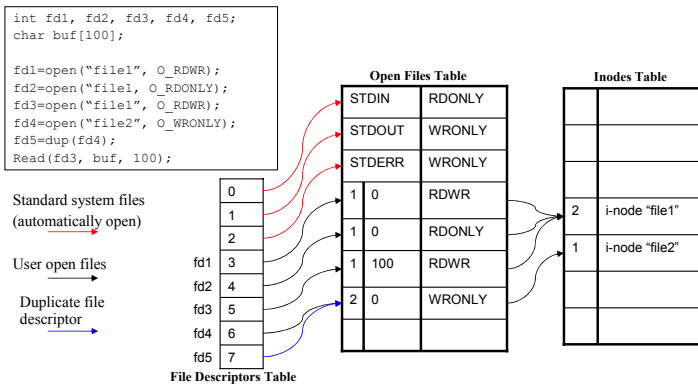 int fd1, fd2, fd3, fd4, fd5;
char buf[100];
fd1=open(“file1”, O_RDWR);
fd2=open(“file1, O_RDONLY);
fd3=open(“file1”, O_RDWR);
fd4=open(“file2”, O_WRONLY);
fd5=dup(fd4);
Read(fd3, buf, 100);
Standard system files
(automatically open)
User open files
Duplicate file
descriptor
0
1
2
fd1 3
fd2 4
fd3 5
fd4 6
fd5 7
File Descriptors Table
Open Files Table
STDIN RDONLY
STDOUT WRONLY
STDERR WRONLY
1 0 RDWR
1 0 RDONLY
1 100 RDWR
2 0 WRONLY
Inodes Table
2 i-node “file1”
1 i-node “file2”